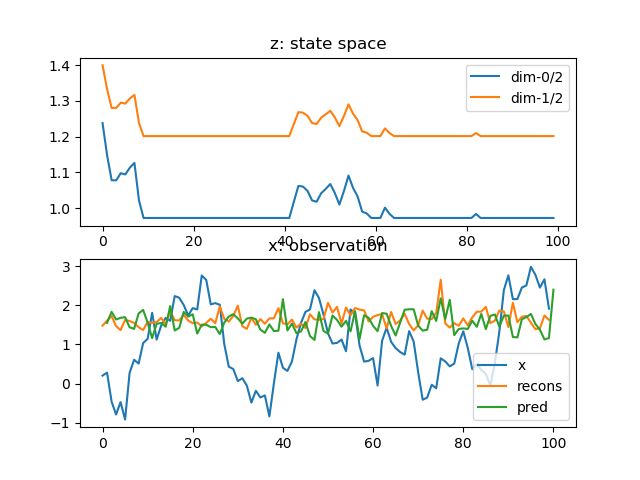 z: state space
1.4
1.3
1.2
1.1
1.0
dim-0/2
dim-1/2
0 20 40 60 80 100
x: observation
3
2
1
0
−1
x
recons
pred
0 20 40 60 80 100